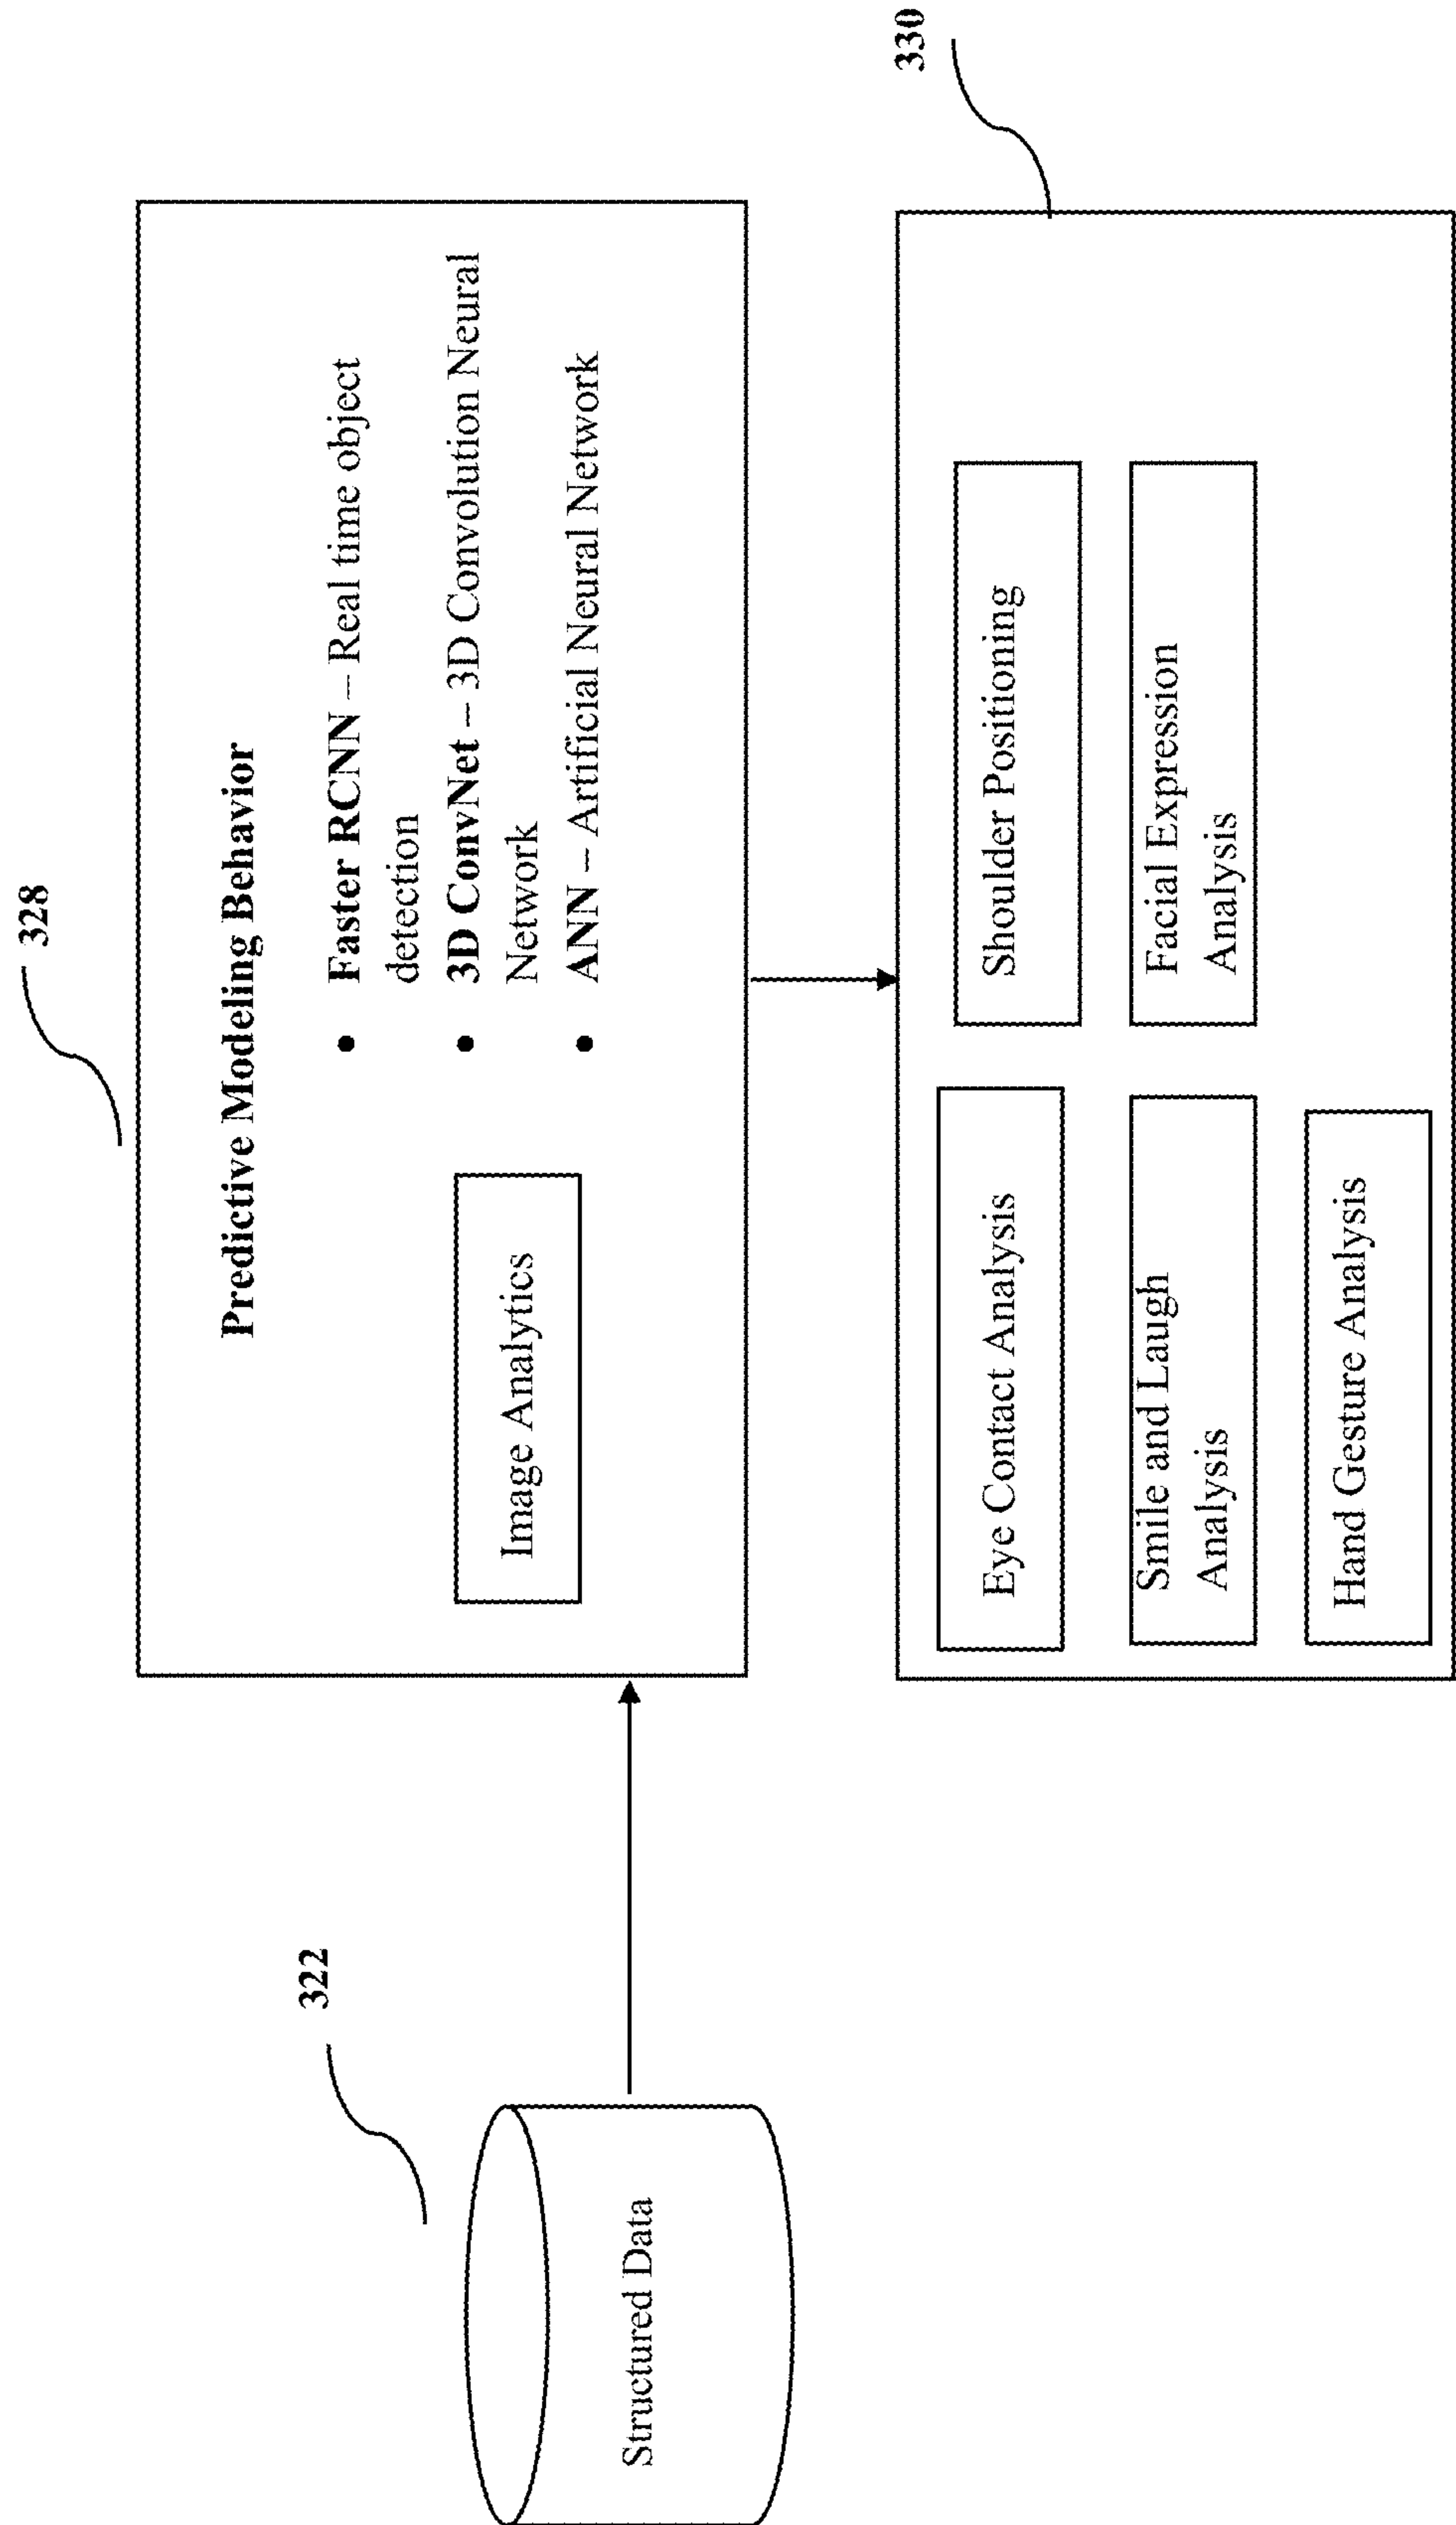 328
Predictive Modeling Behavior
Image Analytics
• Faster RCNN – Real time object
detection
• 3D ConvNet – 3D Convolution Neural
Network
• ANN – Artificial Neural Network
322
Structured Data
330
Eye Contact Analysis
Shoulder Positioning
Smile and Laugh
Analysis
Facial Expression
Analysis
Hand Gesture Analysis